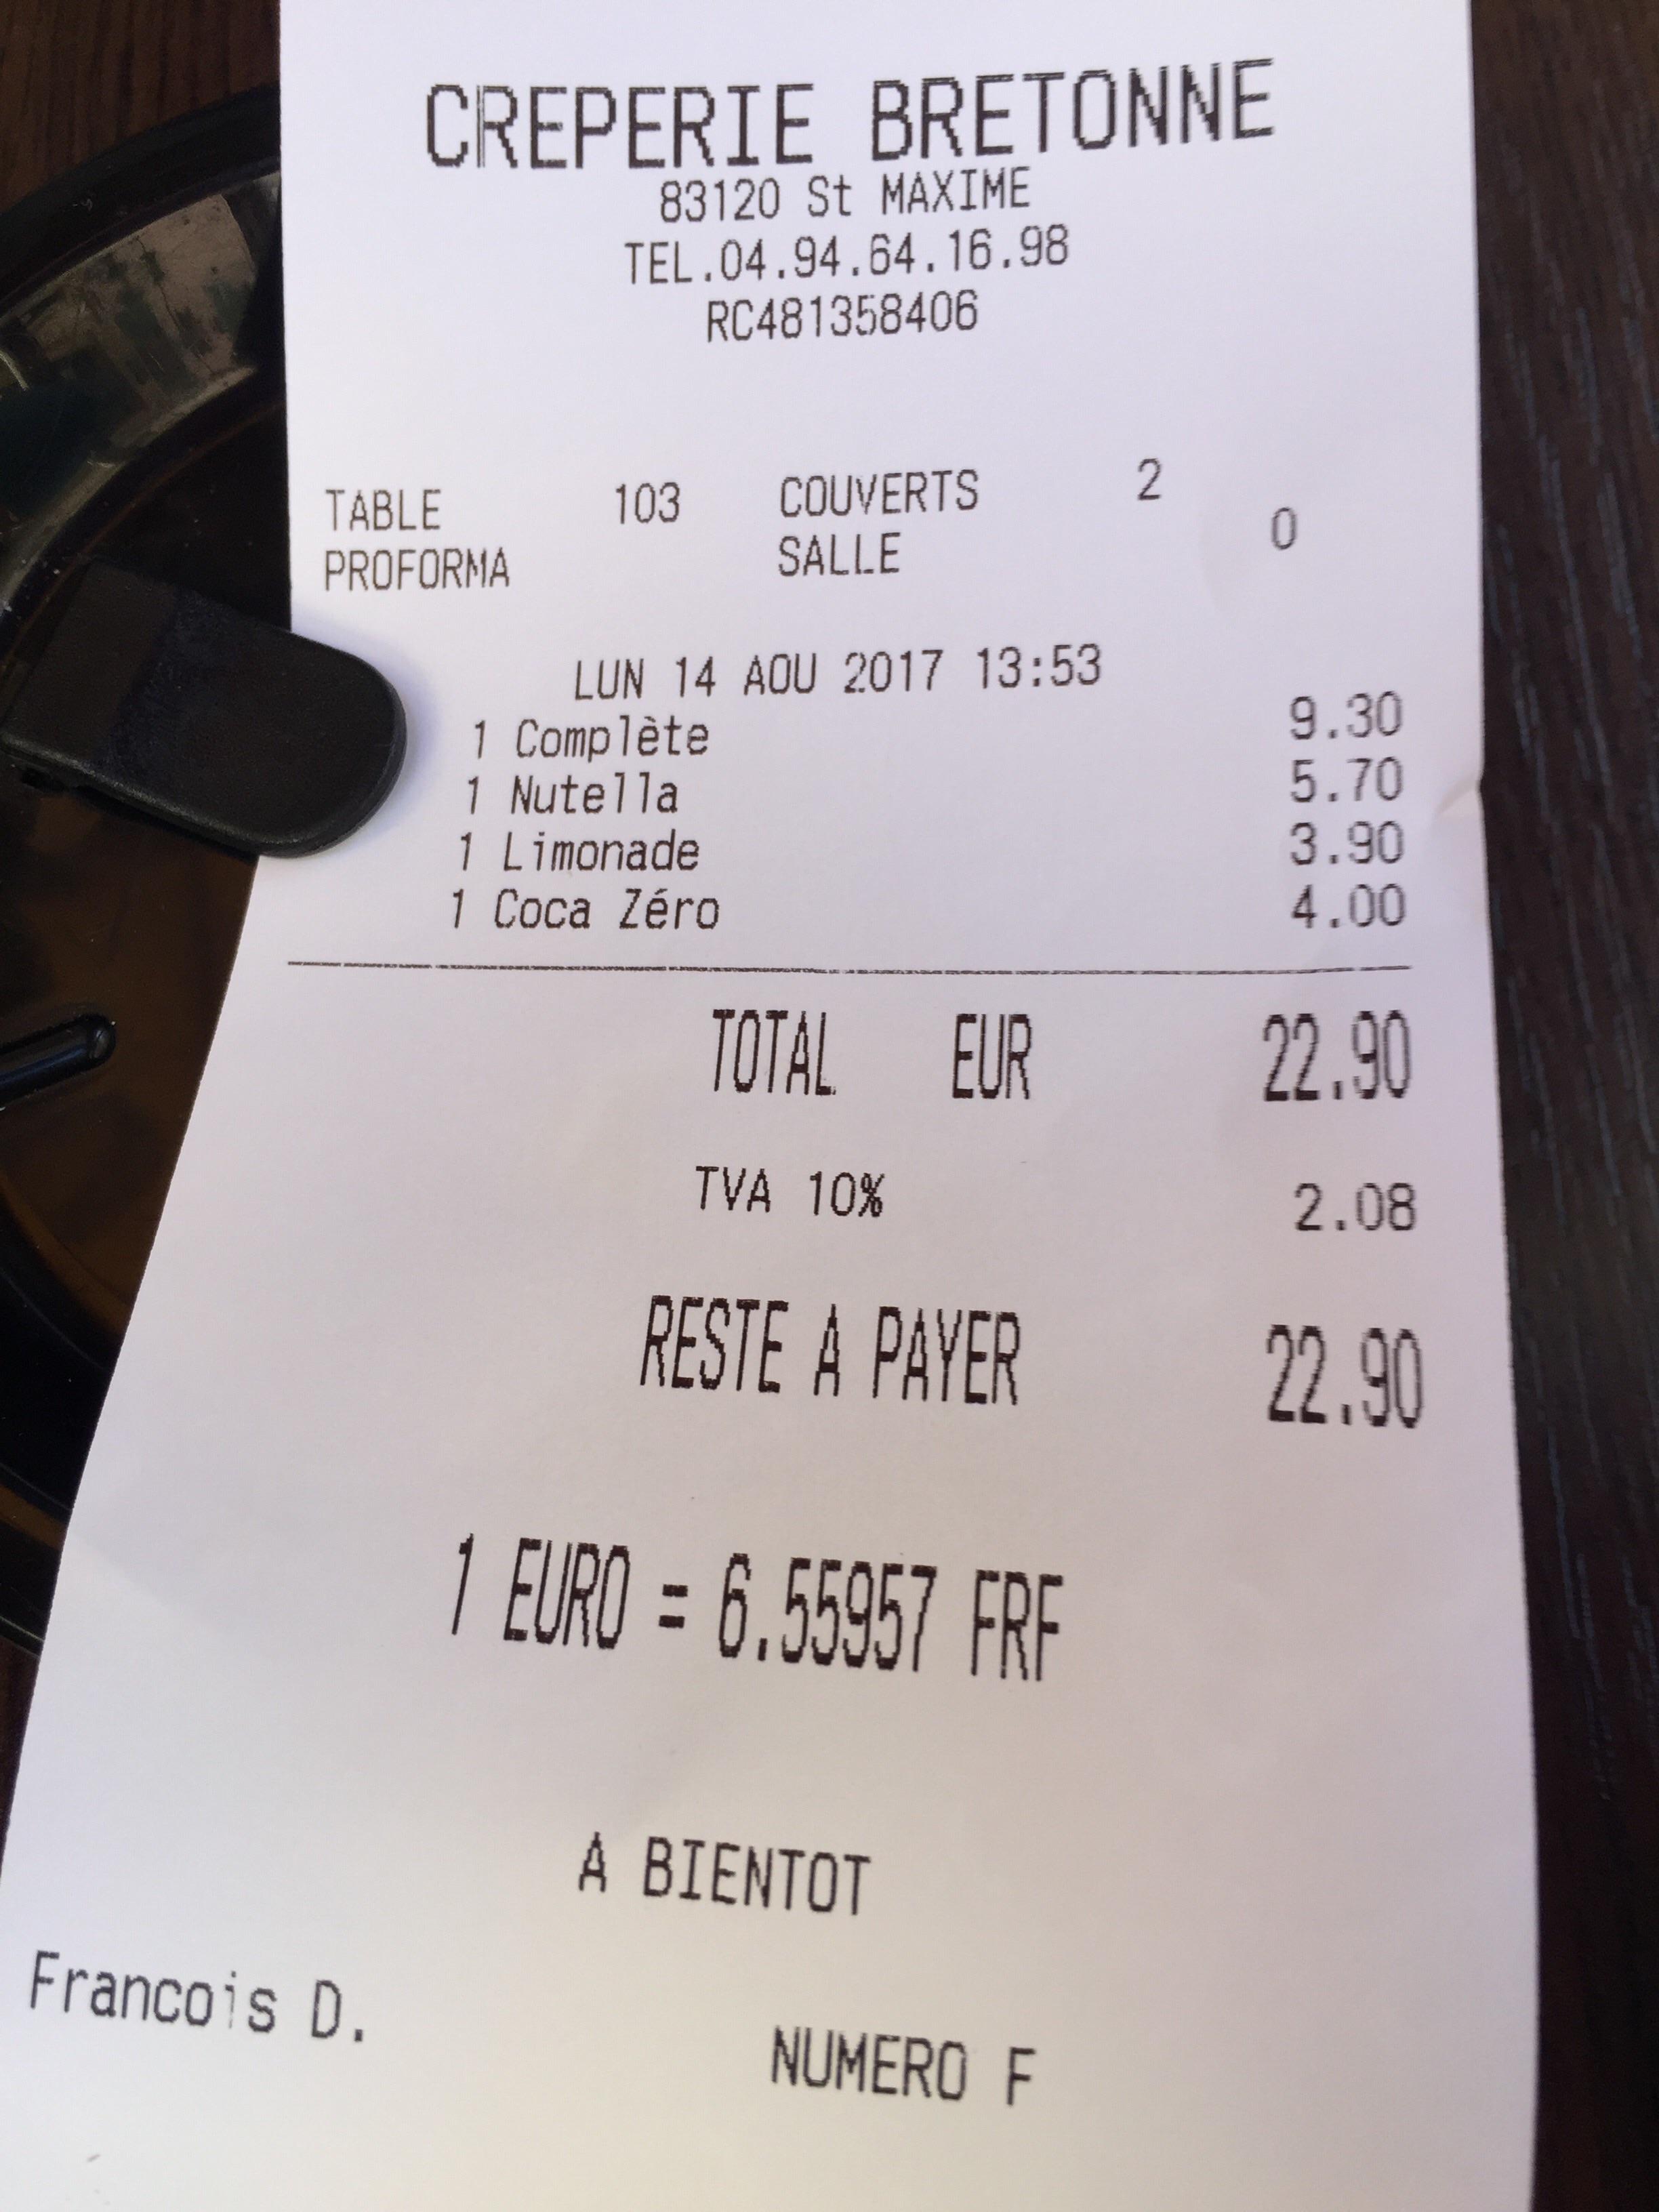 CREPERIE BRETONNE
83120 St MAXIME
TEL.04.94.64.16.98
RC481358406
TABLE 103 COUVERTS 2
PROFORMA SALLE 0
LUN 14 AOU 2017 13:53
1 Complète 9.30
1 Nutella 5.70
1 Limonade 3.90
1 Coca Zéro 4.00
TOTAL EUR 22.90
TVA 10% 2.08
RESTE A PAYER 22.90
1 EURO = 6.55957 FRF
A BIENTOT
Francois D.
NUMERO F